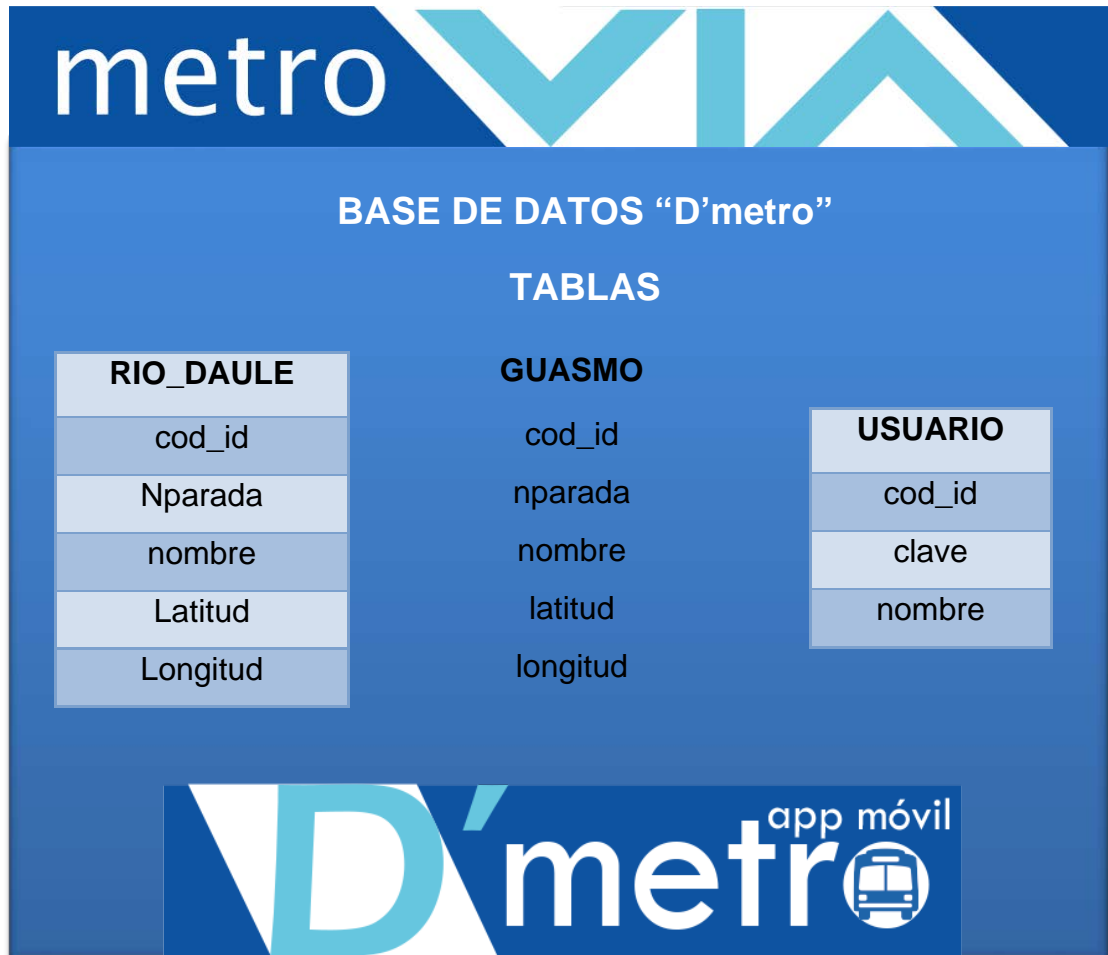 metro VIA
BASE DE DATOS “D’metro”
TABLAS
RIO_DAULE
cod_id
Nparada
nombre
Latitud
Longitud
GUASMO
cod_id
nparada
nombre
latitud
longitud
USUARIO
cod_id
clave
nombre
D’metro
app móvil